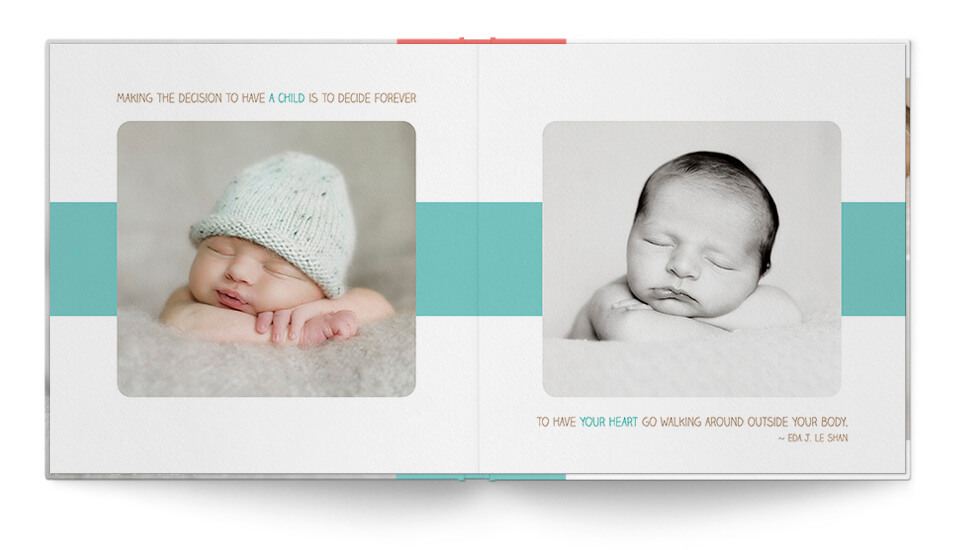 MAKING THE DECISION TO HAVE A CHILD IS TO DECIDE FOREVER
TO HAVE YOUR HEART GO WALKING AROUND OUTSIDE YOUR BODY.
~ EDA J. LE SHAN